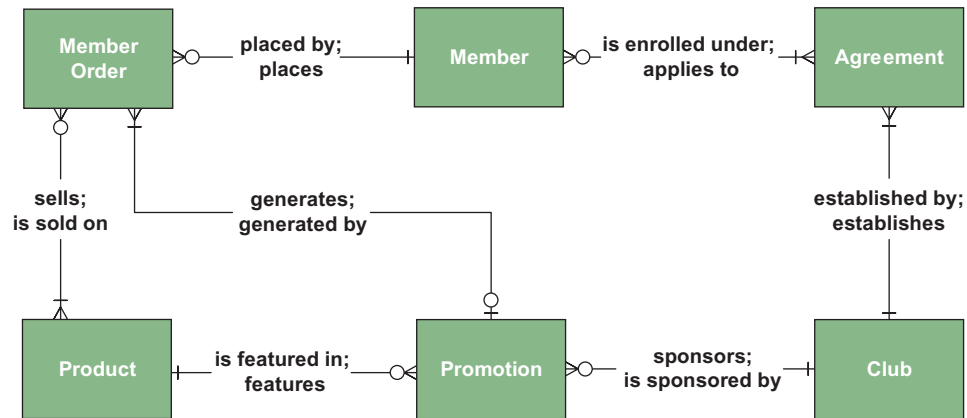 Member
Order
placed by;
places
Member
is enrolled under;
applies to
Agreement
sells;
is sold on
generates;
generated by
established by;
establishes
Product
is featured in;
features
Promotion
sponsors;
is sponsored by
Club